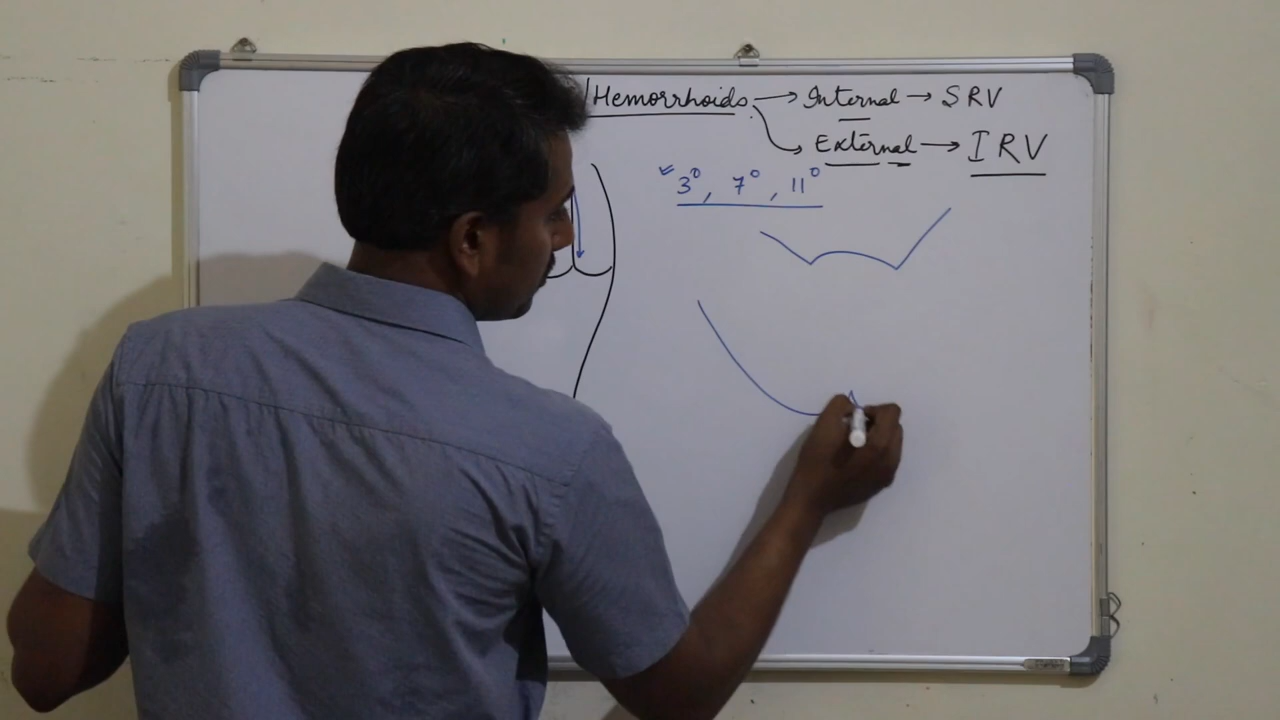 /Hemorrhoids. → Internal → SRV
External → IRV
3°, 7°, 11°